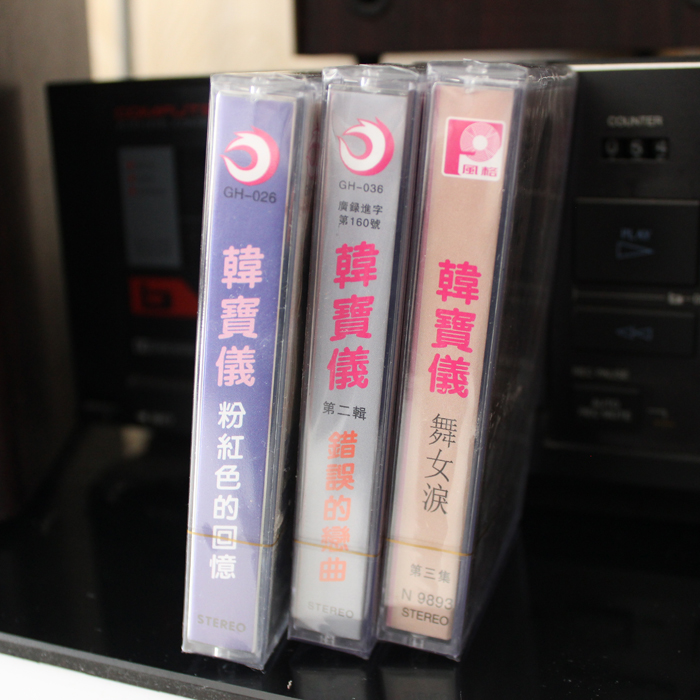 GH-026
韓寶儀
粉紅色的回憶
STEREO
GH-036
廣錄進字
第160號
韓寶儀
第二輯
錯誤的戀曲
STEREO
風格
韓寶儀
舞女淚
第三集
N 9893
STEREO
COUNTER
PLAY